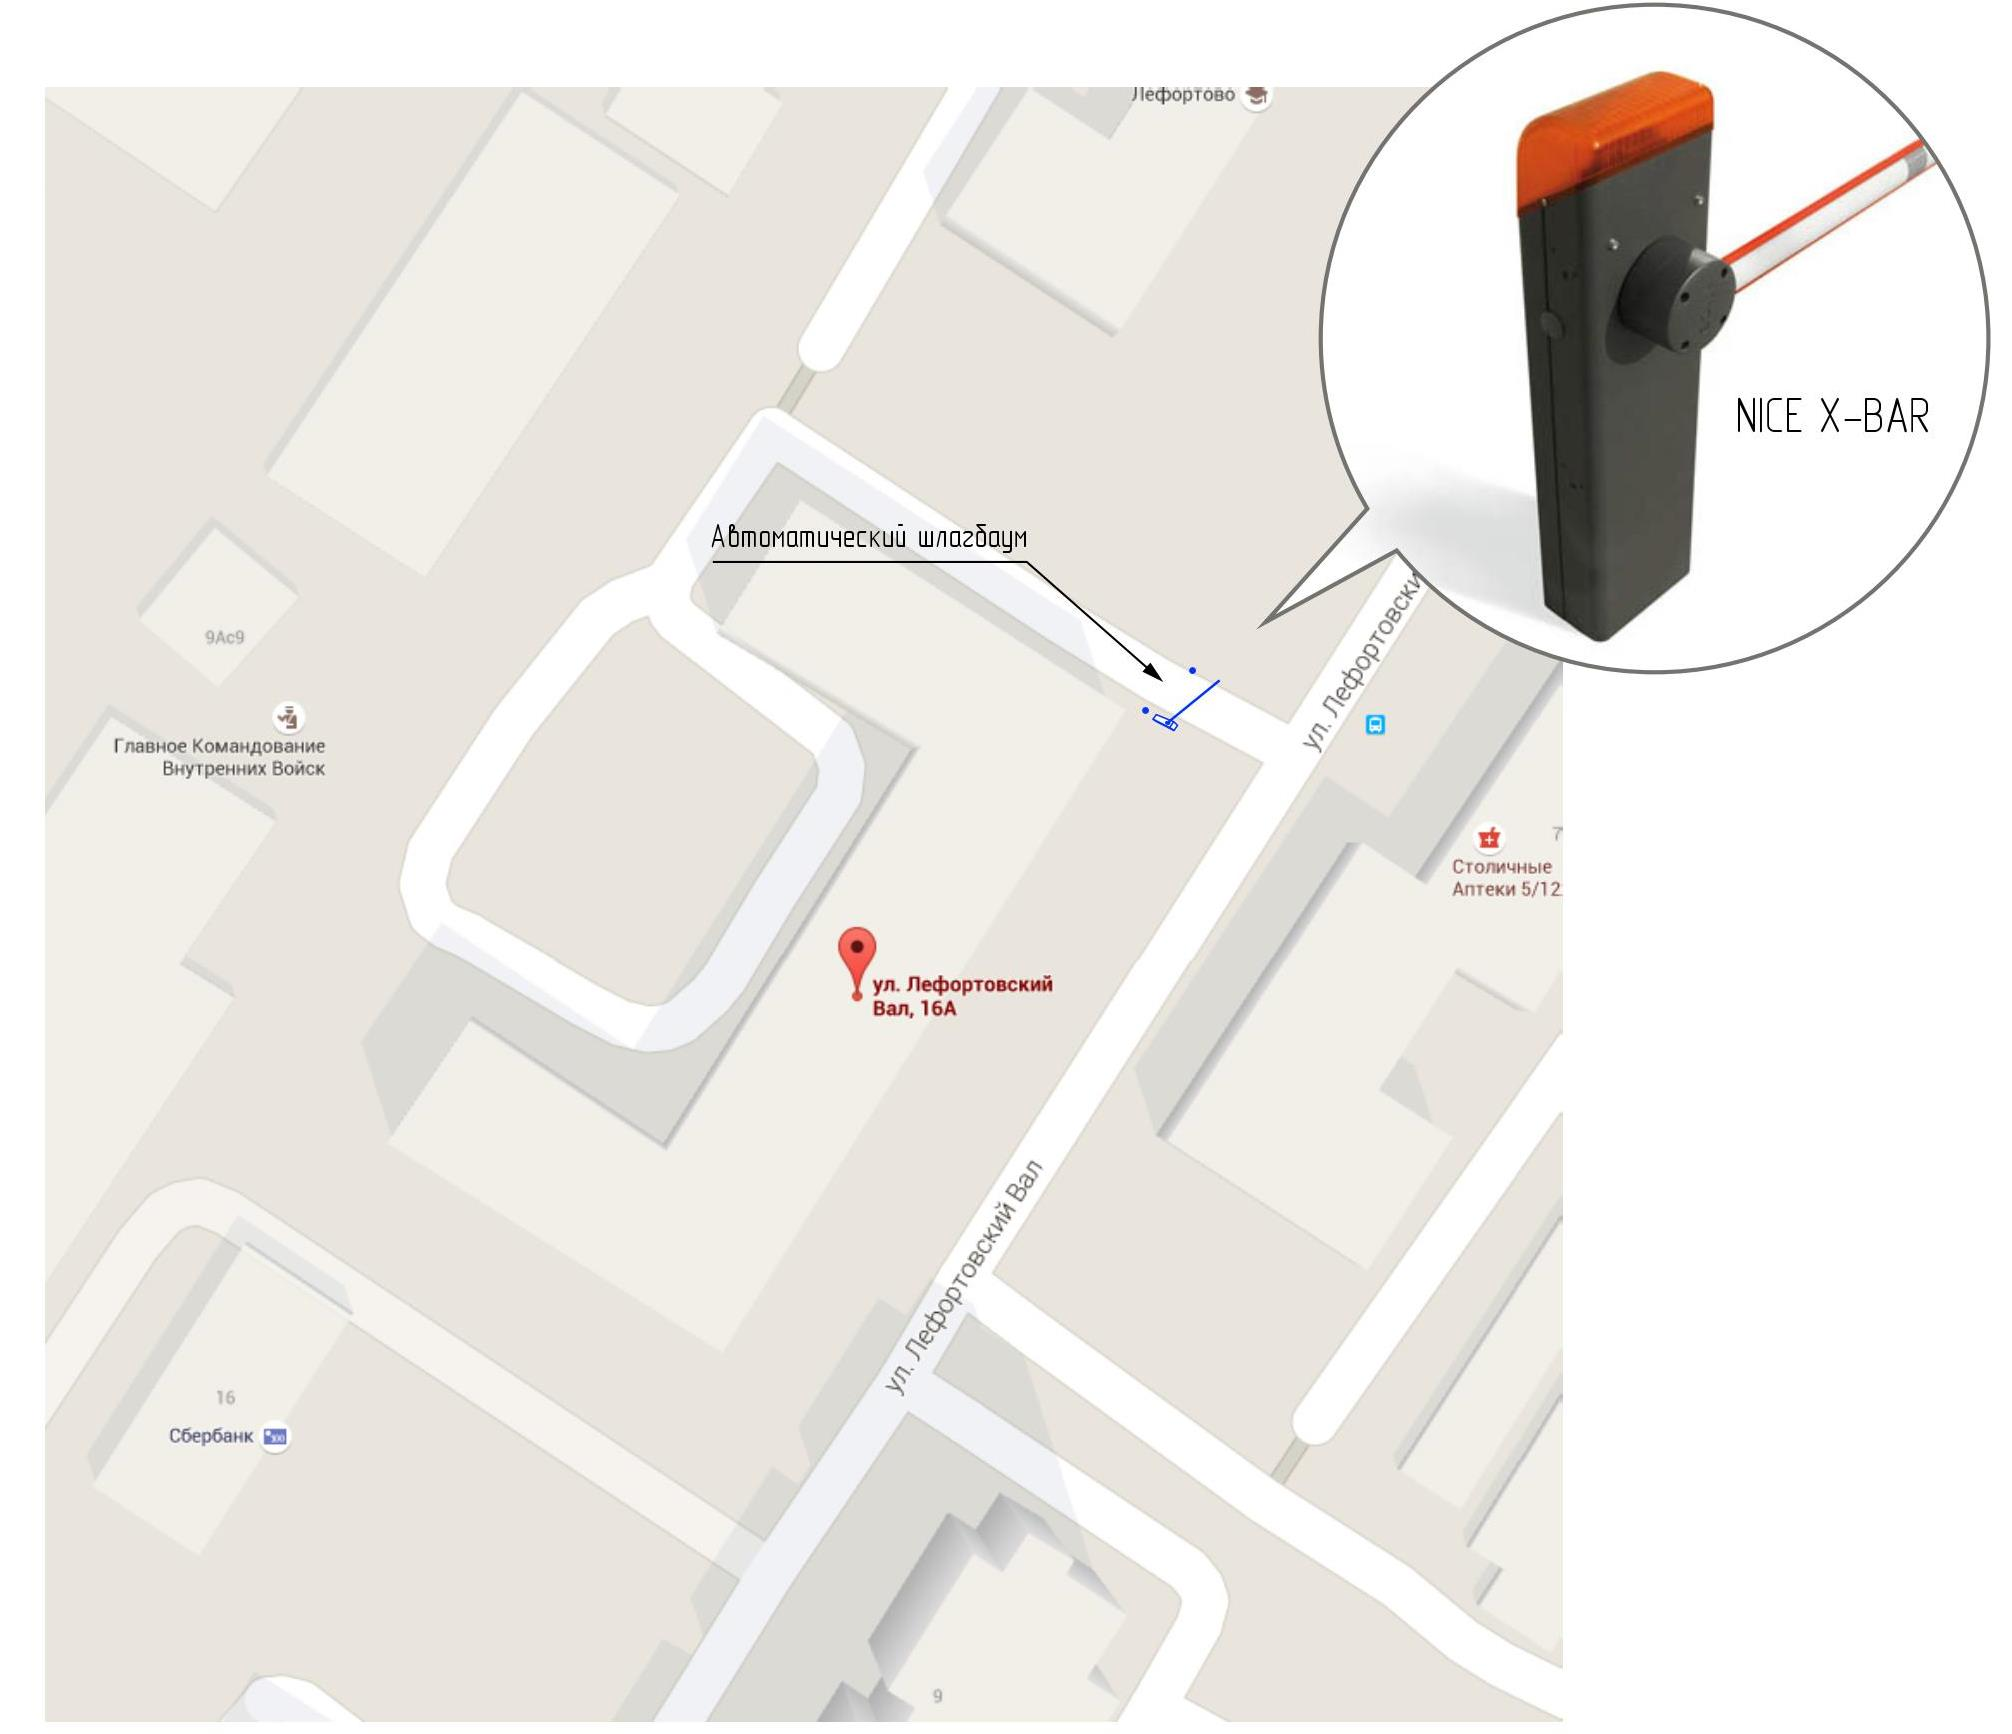 Лефортово
NICE X-BAR
Автоматический шлагбаум
ул. Лефортовски
9Ас9
Главное Командование
Внутренних Войск
7
Столичные
Аптеки 5/12
ул. Лефортовский
Вал, 16А
ул. Лефортовский Вал
16
Сбербанк
9